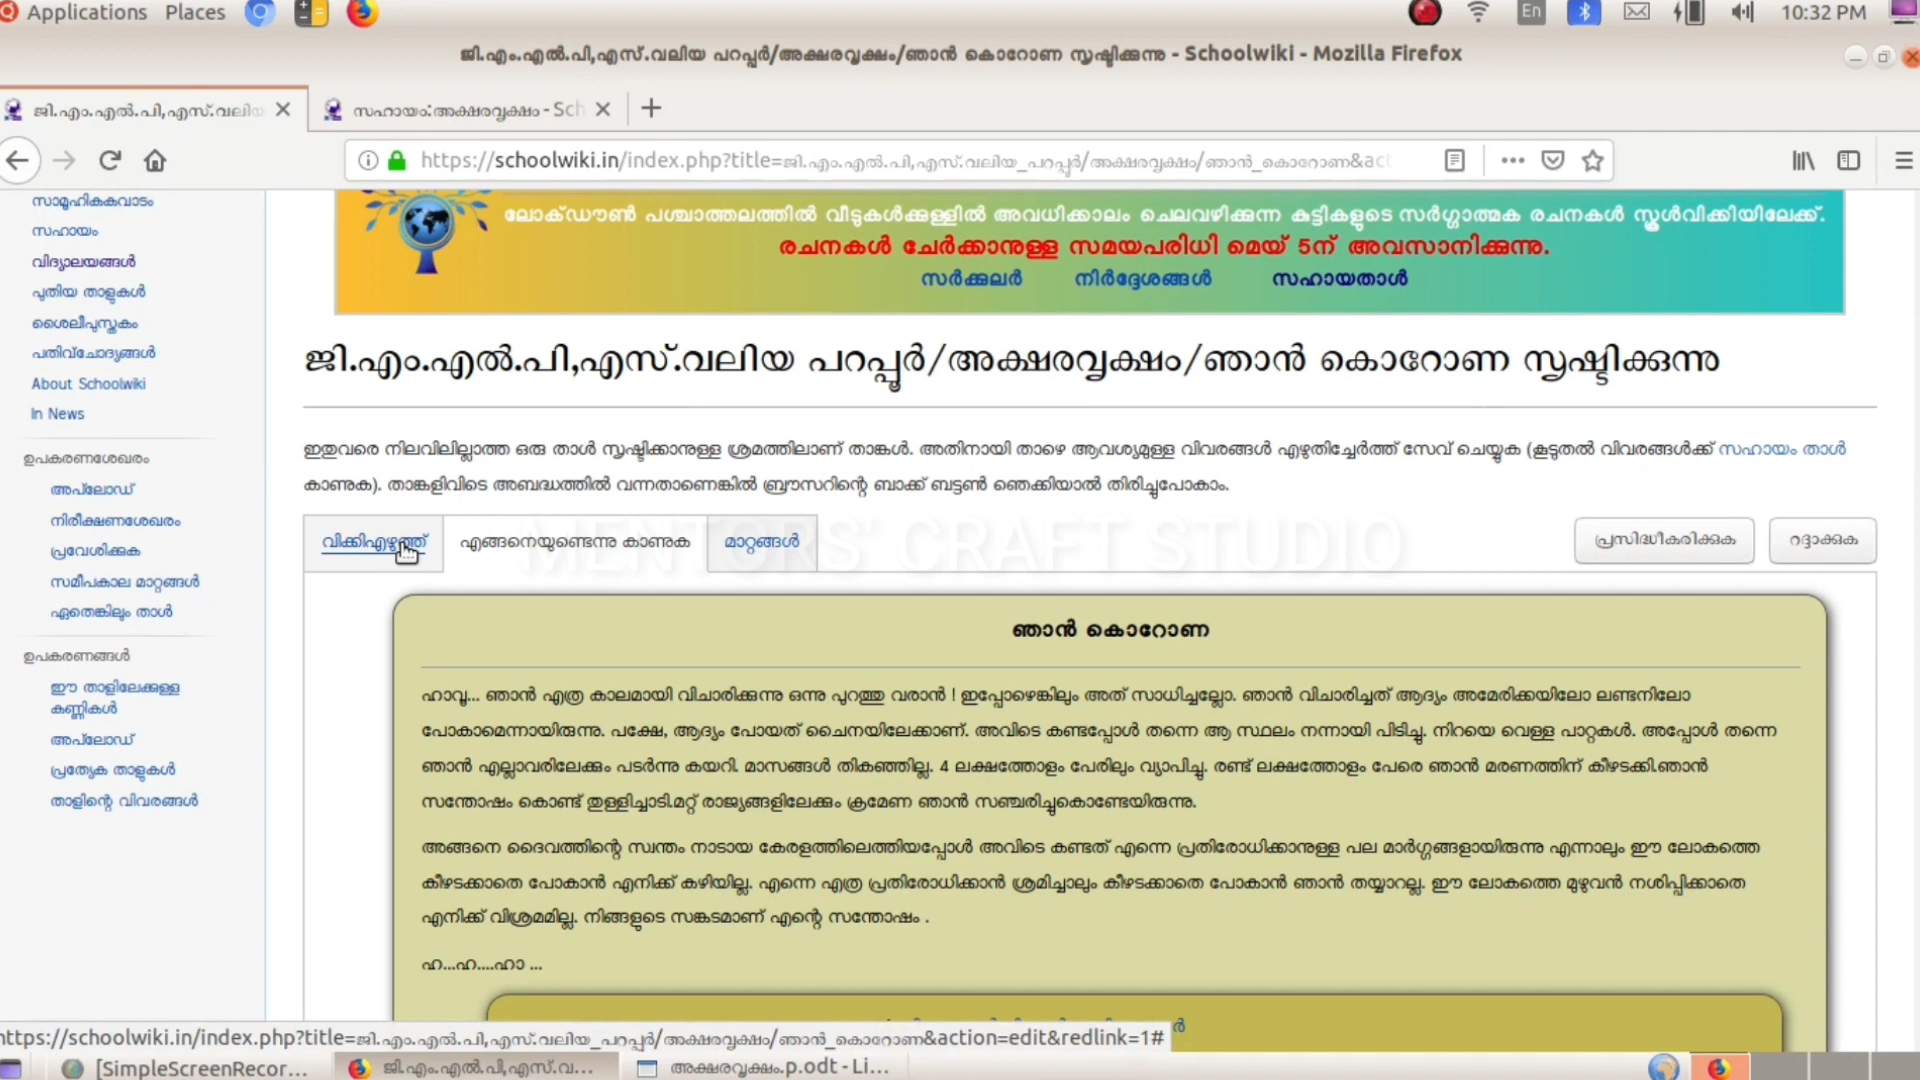 Applications Places En 10:32 PM
ജി.എം.എൽ.പി,എസ്.വലിയ പറപ്പൂർ/അക്ഷരവൃക്ഷം/ഞാൻ കൊറോണ സൃഷ്ടിക്കുന്നു - Schoolwiki - Mozilla Firefox
ജി.എം.എൽ.പി,എസ്.വലിയ സഹായം:അക്ഷരവൃക്ഷം - Sch
https://schoolwiki.in/index.php?title=ജി.എം.എൽ.പി,എസ്.വലിയ_പറപ്പൂർ/അക്ഷരവൃക്ഷം/ഞാൻ_കൊറോണ&act
സാമൂഹികകവാടം
സഹായം
വിദ്യാലയങ്ങൾ
പുതിയ താളുകൾ
ശൈലീപുസ്തകം
പതിവ്ചോദ്യങ്ങൾ
About Schoolwiki
In News
ഉപകരണശേഖരം
അപ്‌ലോഡ്
നിരീക്ഷണശേഖരം
പ്രവേശിക്കുക
സമീപകാല മാറ്റങ്ങൾ
ഏതെങ്കിലും താൾ
ഉപകരണങ്ങൾ
ഈ താളിലേക്കുള്ള
കണ്ണികൾ
അപ്‌ലോഡ്
പ്രത്യേക താളുകൾ
താളിന്റെ വിവരങ്ങൾ
ലോക്ഡൗൺ പശ്ചാത്തലത്തിൽ വീടുകൾക്കുള്ളിൽ അവധിക്കാലം ചെലവഴിക്കുന്ന കുട്ടികളുടെ സർഗ്ഗാത്മക രചനകൾ സ്കൂൾവിക്കിയിലേക്ക്.
രചനകൾ ചേർക്കാനുള്ള സമയപരിധി മെയ് 5ന് അവസാനിക്കുന്നു.
സർക്കുലർ നിർദ്ദേശങ്ങൾ സഹായതാൾ
ജി.എം.എൽ.പി,എസ്.വലിയ പറപ്പൂർ/അക്ഷരവൃക്ഷം/ഞാൻ കൊറോണ സൃഷ്ടിക്കുന്നു
ഇതുവരെ നിലവിലില്ലാത്ത ഒരു താൾ സൃഷ്ടിക്കാനുള്ള ശ്രമത്തിലാണ് താങ്കൾ. അതിനായി താഴെ ആവശ്യമുള്ള വിവരങ്ങൾ എഴുതിച്ചേർത്ത് സേവ് ചെയ്യുക (കൂടുതൽ വിവരങ്ങൾക്ക് സഹായം താൾ
കാണുക). താങ്കളിവിടെ അബദ്ധത്തിൽ വന്നതാണെങ്കിൽ ബ്രൗസറിന്റെ ബാക്ക് ബട്ടൺ ഞെക്കിയാൽ തിരിച്ചുപോകാം.
വിക്കിഎഴുത്ത് എങ്ങനെയുണ്ടെന്നു കാണുക മാറ്റങ്ങൾ പ്രസിദ്ധീകരിക്കുക റദ്ദാക്കുക
MENTORS' CRAFT STUDIO
ഞാൻ കൊറോണ
ഹാവൂ... ഞാൻ എത്ര കാലമായി വിചാരിക്കുന്നു ഒന്നു പുറത്തു വരാൻ ! ഇപ്പോഴെങ്കിലും അത് സാധിച്ചല്ലോ. ഞാൻ വിചാരിച്ചത് ആദ്യം അമേരിക്കയിലോ ലണ്ടനിലോ
പോകാമെന്നായിരുന്നു. പക്ഷേ, ആദ്യം പോയത് ചൈനയിലേക്കാണ്. അവിടെ കണ്ടപ്പോൾ തന്നെ ആ സ്ഥലം നന്നായി പിടിച്ചു. നിറയെ വെള്ള പാറ്റകൾ. അപ്പോൾ തന്നെ
ഞാൻ എല്ലാവരിലേക്കും പടർന്നു കയറി. മാസങ്ങൾ തികഞ്ഞില്ല. 4 ലക്ഷത്തോളം പേരിലും വ്യാപിച്ചു. രണ്ട് ലക്ഷത്തോളം പേരെ ഞാൻ മരണത്തിന് കീഴടക്കി.ഞാൻ
സന്തോഷം കൊണ്ട് തുള്ളിച്ചാടി.മറ്റ് രാജ്യങ്ങളിലേക്കും ക്രമേണ ഞാൻ സഞ്ചരിച്ചുകൊണ്ടേയിരുന്നു.
അങ്ങനെ ദൈവത്തിന്റെ സ്വന്തം നാടായ കേരളത്തിലെത്തിയപ്പോൾ അവിടെ കണ്ടത് എന്നെ പ്രതിരോധിക്കാനുള്ള പല മാർഗ്ഗങ്ങളായിരുന്നു എന്നാലും ഈ ലോകത്തെ
കീഴടക്കാതെ പോകാൻ എനിക്ക് കഴിയില്ല. എന്നെ എത്ര പ്രതിരോധിക്കാൻ ശ്രമിച്ചാലും കീഴടക്കാതെ പോകാൻ ഞാൻ തയ്യാറല്ല. ഈ ലോകത്തെ മുഴുവൻ നശിപ്പിക്കാതെ
എനിക്ക് വിശ്രമമില്ല. നിങ്ങളുടെ സങ്കടമാണ് എന്റെ സന്തോഷം .
ഹ...ഹ....ഹാ ...
https://schoolwiki.in/index.php?title=ജി.എം.എൽ.പി,എസ്.വലിയ_പറപ്പൂർ/അക്ഷരവൃക്ഷം/ഞാൻ_കൊറോണ&action=edit&redlink=1#
[SimpleScreenRecor... ജി.എം.എൽ.പി,എസ്.വ... അക്ഷരവൃക്ഷം.p.odt - Li...